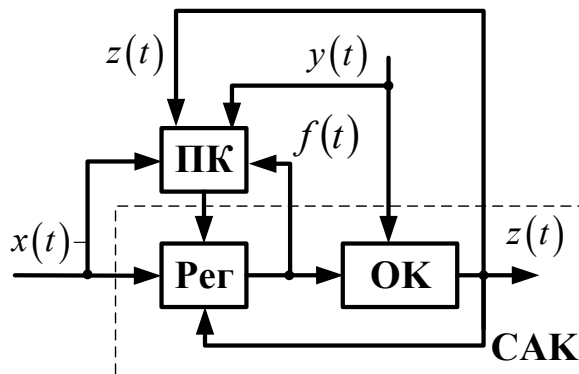 z(t)
y(t)
f(t)
ПК
x(t)
z(t)
Рег
ОК
САК